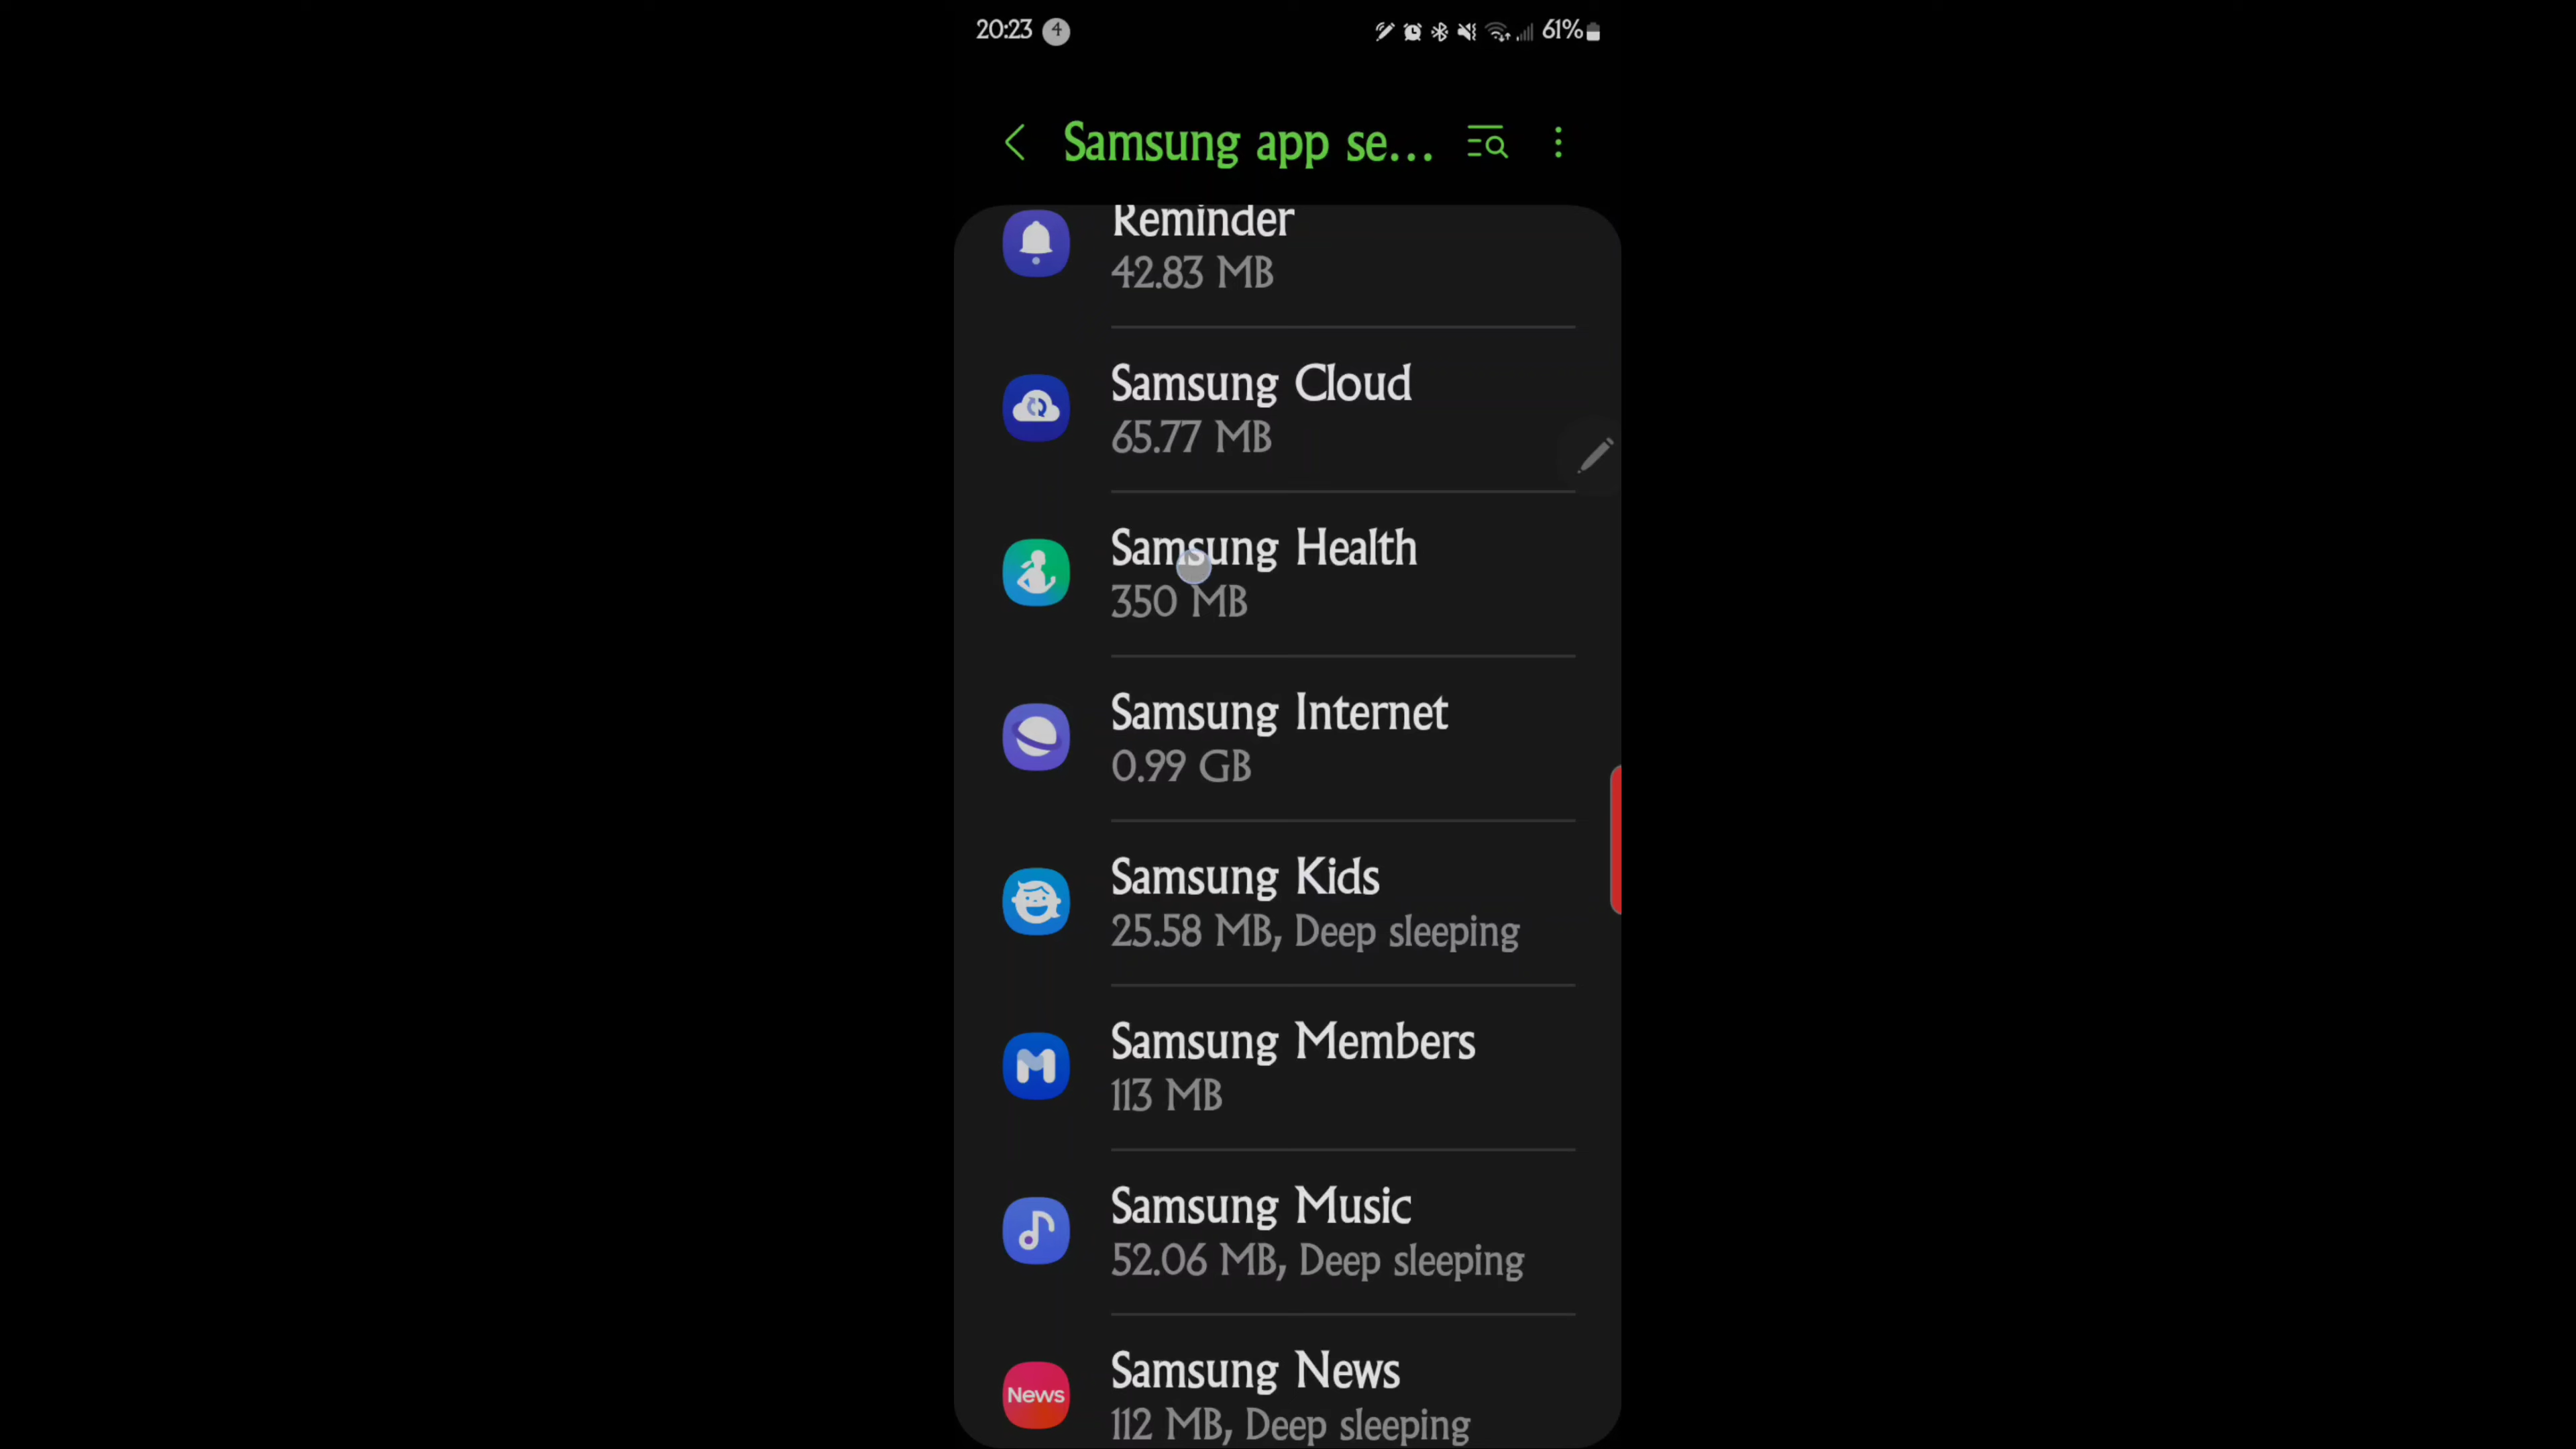 20:23 4 61%
Samsung app se...
Reminder
42.83 MB
Samsung Cloud
65.77 MB
Samsung Health
350 MB
Samsung Internet
0.99 GB
Samsung Kids
25.58 MB, Deep sleeping
Samsung Members
113 MB
Samsung Music
52.06 MB, Deep sleeping
Samsung News
News
112 MB, Deep sleeping